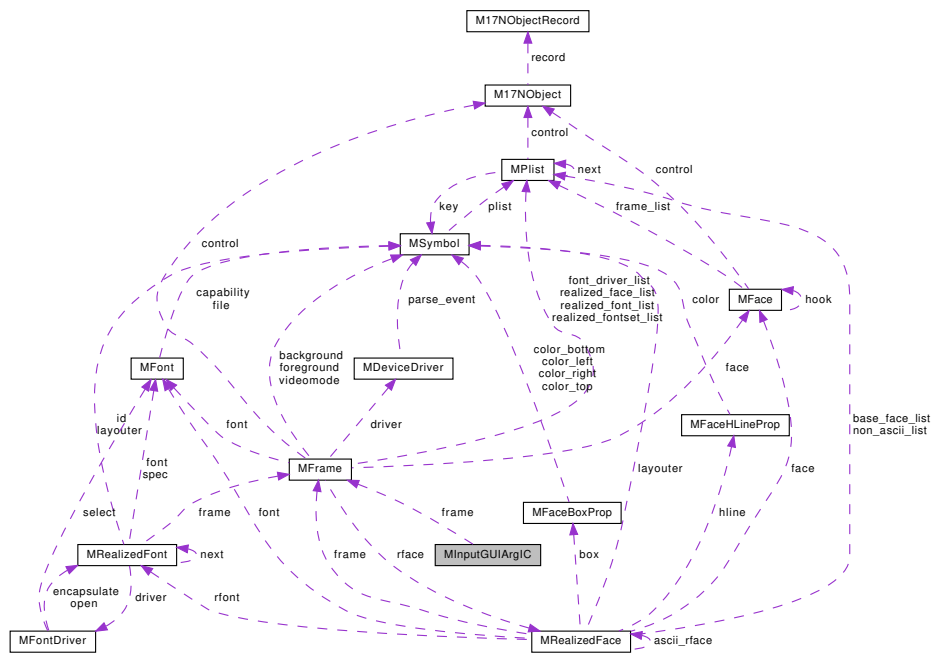 M17NObjectRecord
record
M17NObject
control
MPlist
next
control
key
plist
frame_list
control
MSymbol
capability
file
font_driver_list
realized_face_list
realized_font_list
realized_fontset_list
color
MFace
hook
parse_event
background
foreground
videomode
color_bottom
color_left
color_right
color_top
MFont
MDeviceDriver
face
id
layouter
font
driver
MFaceHLineProp
base_face_list
non_ascii_list
font
spec
MFrame
layouter
face
select
frame
font
frame
MFaceBoxProp
hline
MRealizedFont
next
frame
rface
MInputGUIArgIC
box
encapsulate
open
driver
rfont
MFontDriver
MRealizedFace
ascii_rface